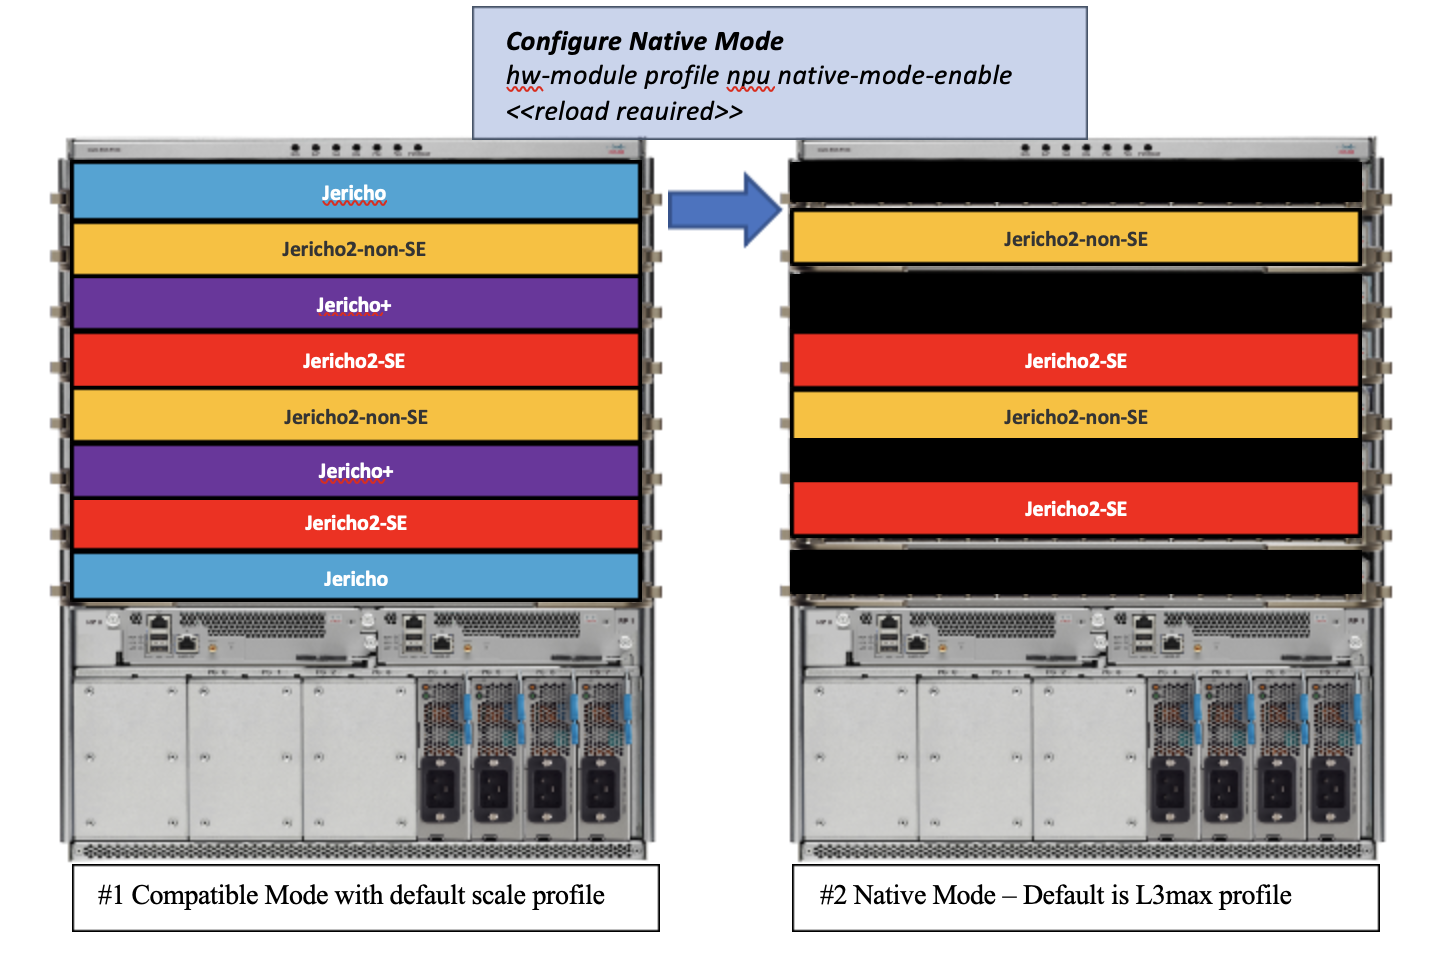 Configure Native Mode
hw-module profile npu native-mode-enable
<<reload reauired>>
Jericho
Jericho2-non-SE
Jericho+
Jericho2-SE
Jericho2-non-SE
Jericho+
Jericho2-SE
Jericho
Jericho2-non-SE
Jericho2-SE
Jericho2-non-SE
Jericho2-SE
#1 Compatible Mode with default scale profile
#2 Native Mode – Default is L3max profile